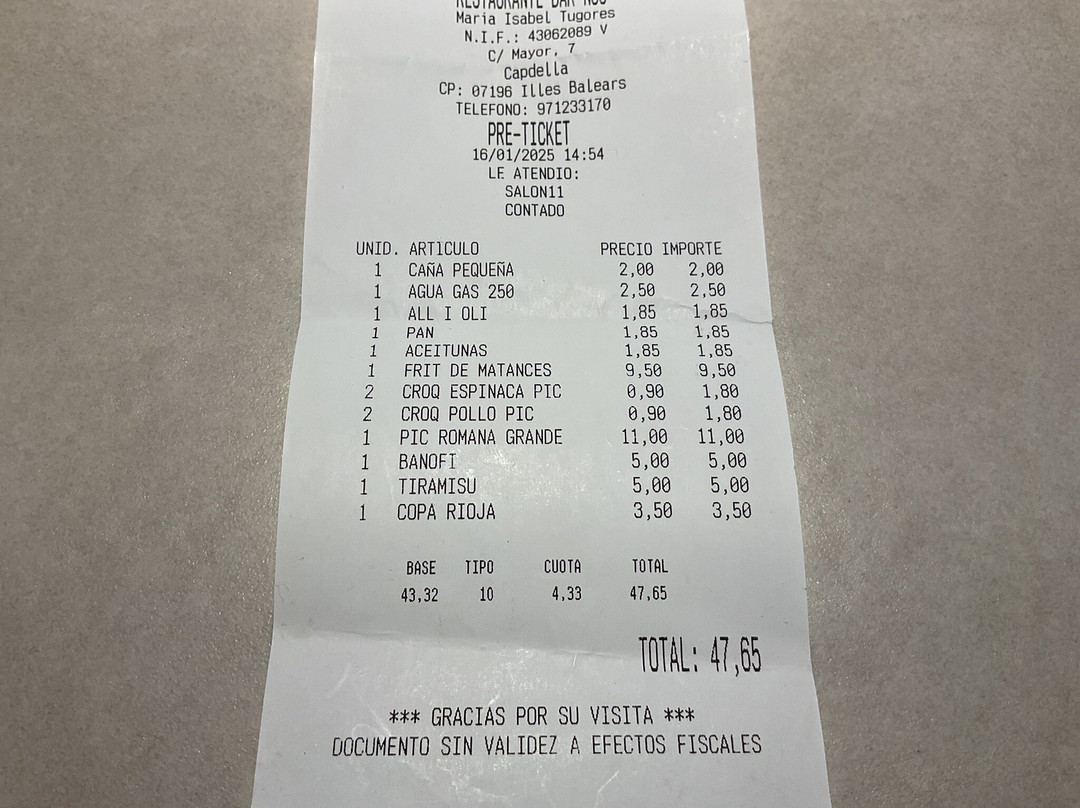 RESTAURANTE BAR NOU
Maria Isabel Tugores
N.I.F.: 43062089 V
C/ Mayor, 7
Capdella
CP: 07196 Illes Balears
TELEFONO: 971233170
PRE-TICKET
16/01/2025 14:54
LE ATENDIO:
SALON11
CONTADO
UNID. ARTICULO PRECIO IMPORTE
1 CAÑA PEQUEÑA 2,00 2,00
1 AGUA GAS 250 2,50 2,50
1 ALL I OLI 1,85 1,85
1 PAN 1,85 1,85
1 ACEITUNAS 1,85 1,85
1 FRIT DE MATANCES 9,50 9,50
2 CROQ ESPINACA PIC 0,90 1,80
2 CROQ POLLO PIC 0,90 1,80
1 PIC ROMANA GRANDE 11,00 11,00
1 BANOFI 5,00 5,00
1 TIRAMISU 5,00 5,00
1 COPA RIOJA 3,50 3,50
BASE TIPO CUOTA TOTAL
43,32 10 4,33 47,65
TOTAL: 47,65
*** GRACIAS POR SU VISITA ***
DOCUMENTO SIN VALIDEZ A EFECTOS FISCALES